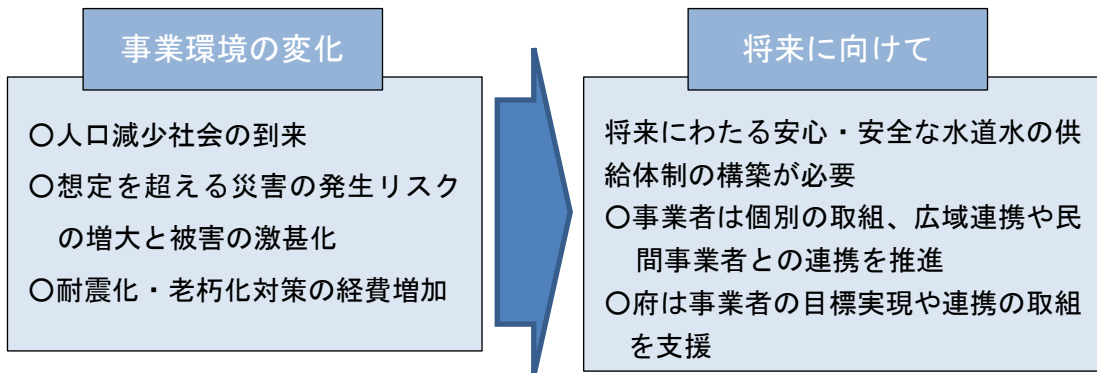 事業環境の変化
〇人口減少社会の到来
〇想定を超える災害の発生リスク
の増大と被害の激甚化
〇耐震化・老朽化対策の経費増加
将来に向けて
将来にわたる安心・安全な水道水の供
給体制の構築が必要
〇事業者は個別の取組、広域連携や民
間事業者との連携を推進
〇府は事業者の目標実現や連携の取組
を支援